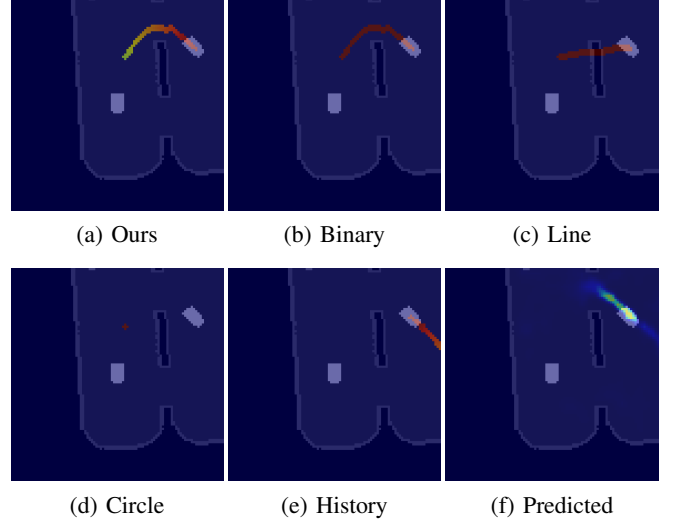 (a) Ours
(b) Binary
(c) Line
(d) Circle
(e) History
(f) Predicted